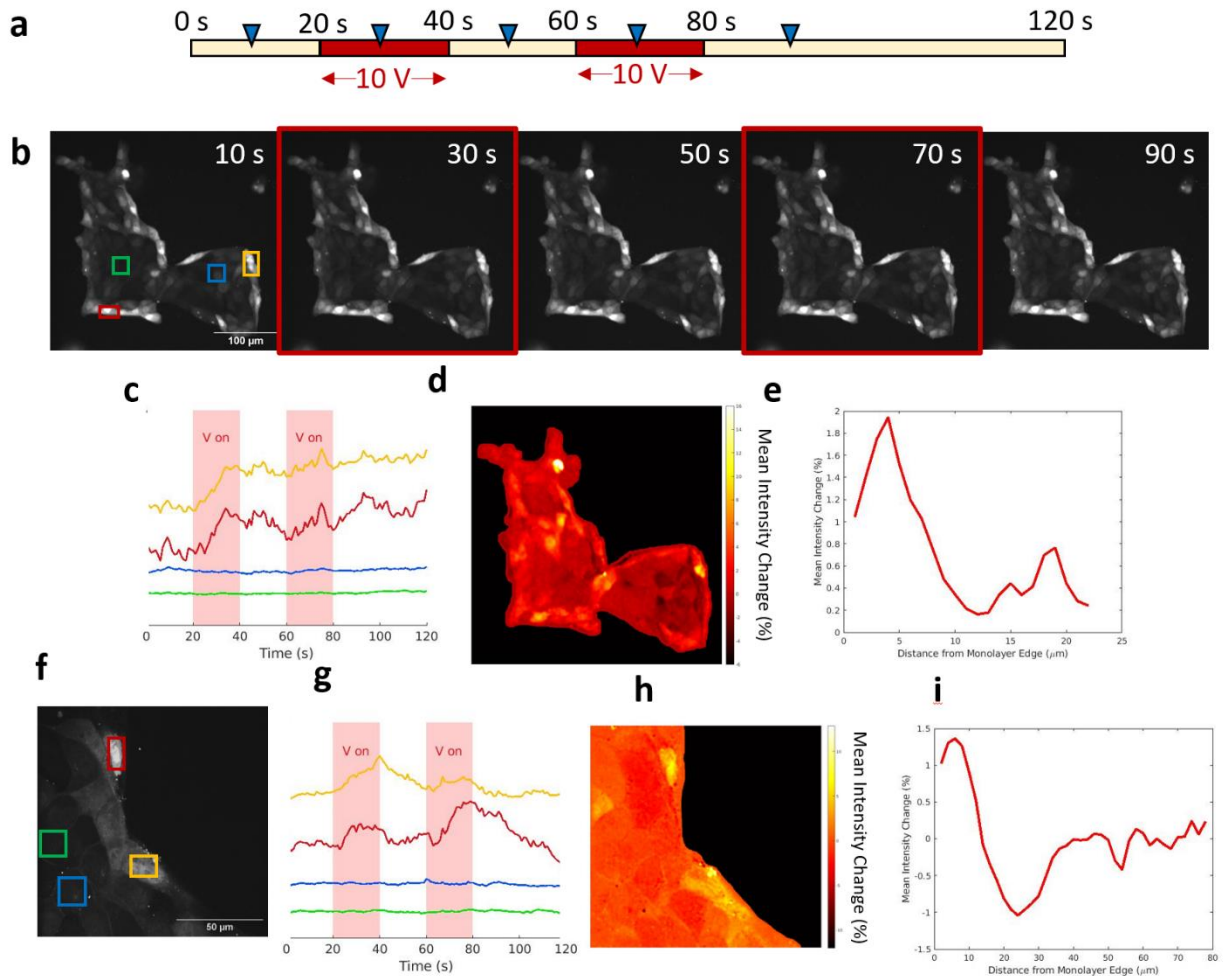 a
0 s 20 s 40 s 60 s 80 s 120 s
10 V 10 V
b
10 s 30 s 50 s 70 s 90 s
100 μm
c
V on V on
0 20 40 60 80 100 120
Time (s)
d
Mean Intensity Change (%)
e
2
1.8
1.6
1.4
1.2
1
0.8
0.6
0.4
0.2
0
0 5 10 15 20 25
Mean Intensity Change (%)
Distance from Monolayer Edge (μm)
f
50 μm
g
V on V on
0 20 40 60 80 100 120
Time (s)
h
Mean Intensity Change (%)
i
1.5
1
0.5
0
-0.5
-1
-1.5
0 10 20 30 40 50 60 70 80
Mean Intensity Change (%)
Distance from Monolayer Edge (μm)